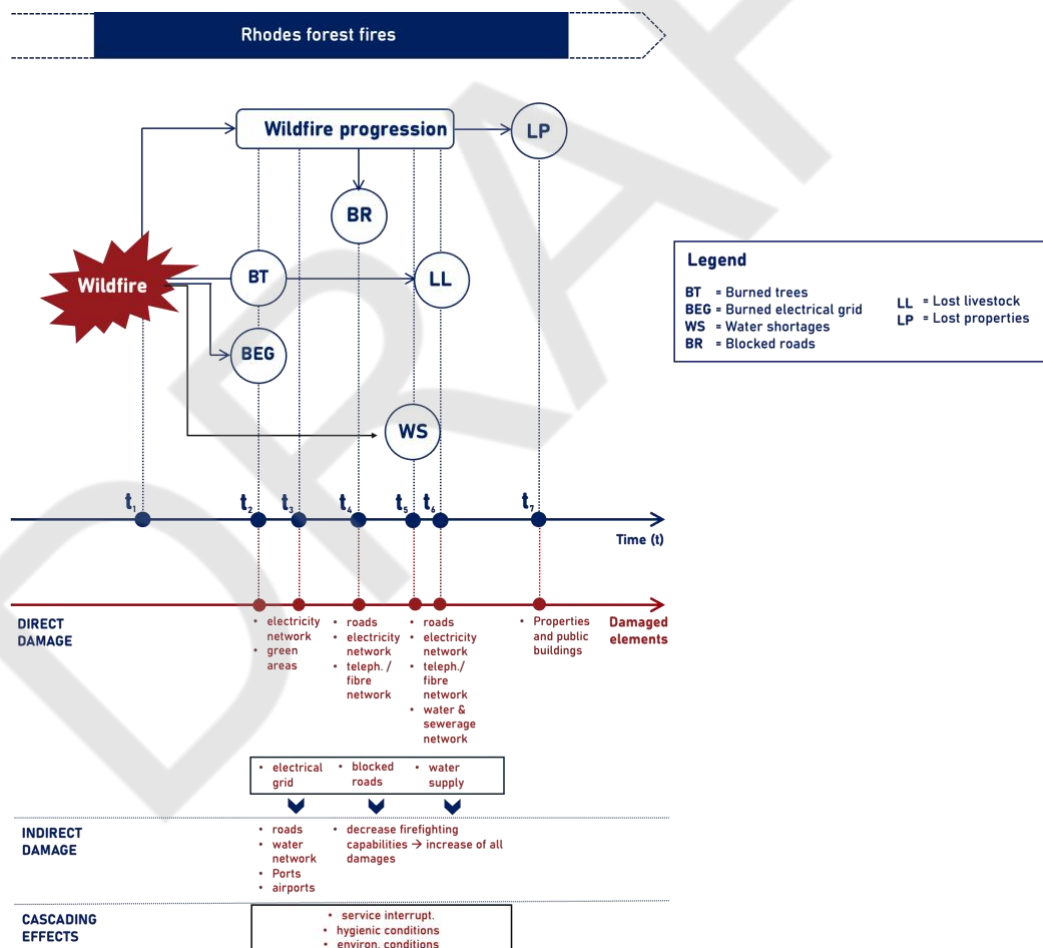 Rhodes forest fires
Wildfire progression
LP
BR
Wildfire
BT
LL
BEG
WS
Legend
BT = Burned trees
BEG = Burned electrical grid
WS = Water shortages
BR = Blocked roads
LL = Lost livestock
LP = Lost properties
t1 t2 t3 t4 t5 t6 t7
Time (t)
DIRECT
DAMAGE
• electricity
network
• green
areas
• roads
• electricity
network
• teleph. /
fibre
network
• roads
• electricity
network
• teleph./
fibre
network
• water &
sewerage
network
• Properties
and public
buildings
Damaged
elements
• electrical
grid
• blocked
roads
• water
supply
INDIRECT
DAMAGE
• roads
• water
network
• Ports
• airports
• decrease firefighting
capabilities → increase of all
damages
CASCADING
EFFECTS
• service interrupt.
• hygienic conditions
• environ. conditions
DRAF